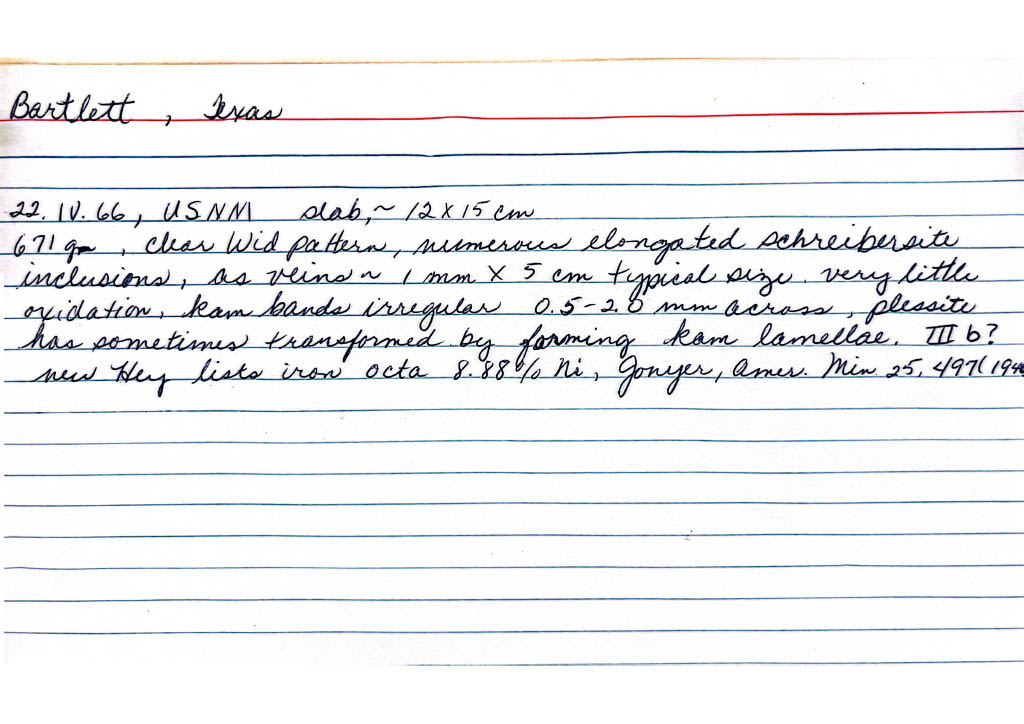 Bartlett, Texas
22. IV. 66, USNM slab, ~ 12 X 15 cm
671 gm, clear Wid pattern, numerous elongated schreibersite
inclusions, as veins ~ 1 mm X 5 cm typical size. very little
oxidation, kam bands irregular 0.5-2.0 mm across, plessite
has sometimes transformed by forming kam lamellae. III b?
new Hey lists iron octa 8.88% Ni, Gonyer, Amer. Min. 25, 497(194